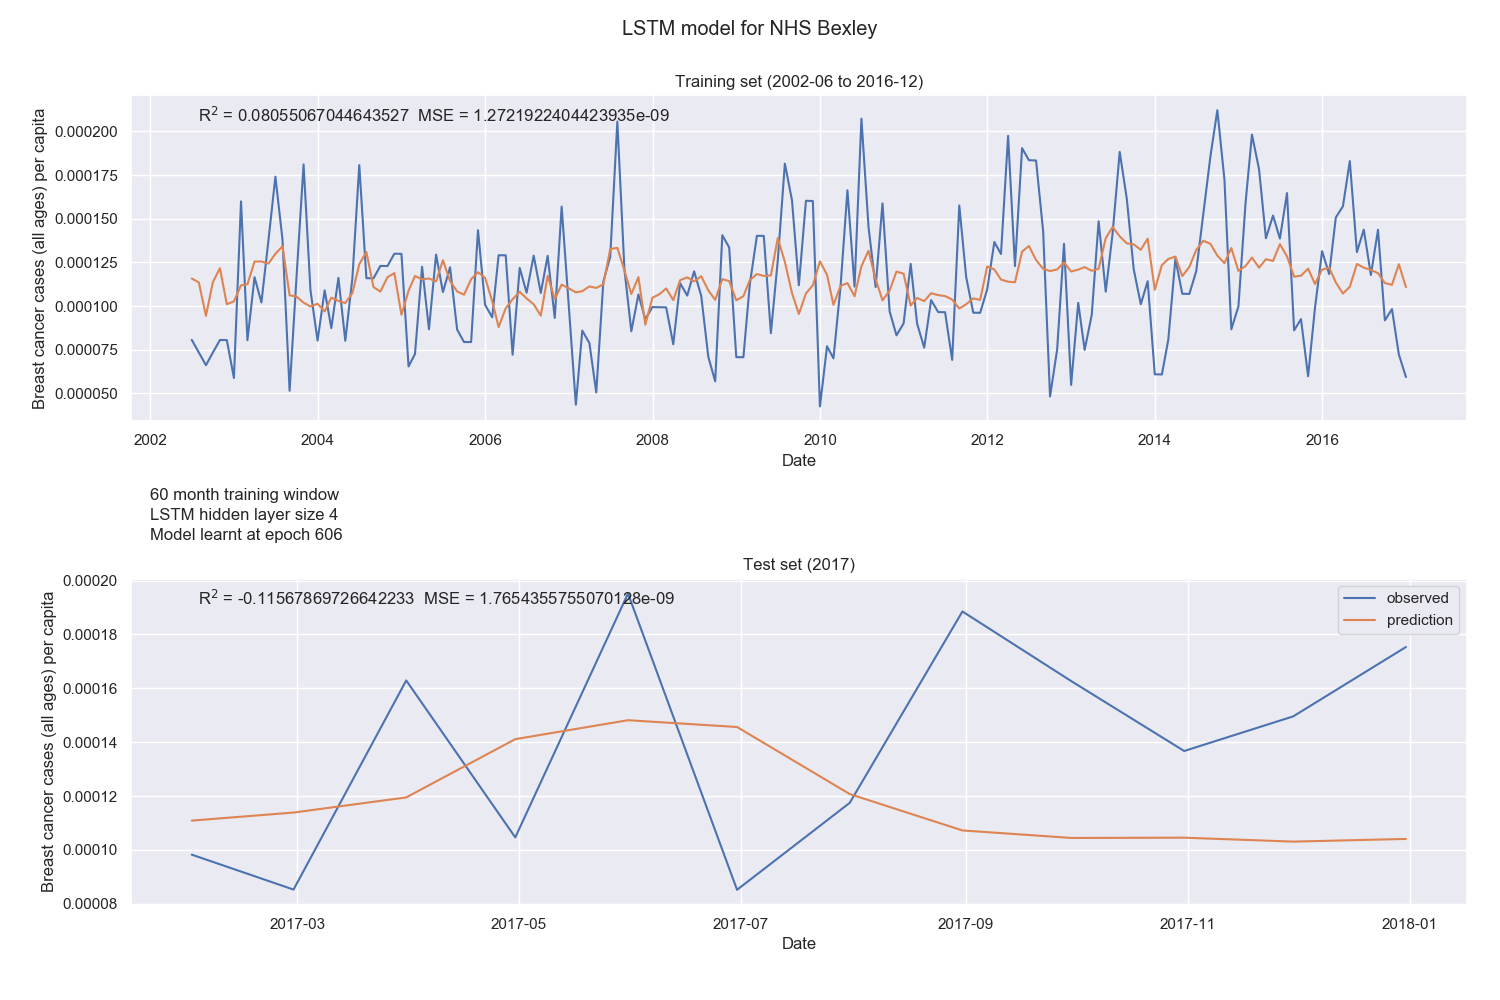 LSTM model for NHS Bexley
Training set (2002-06 to 2016-12)
R² = 0.08055067044643527 MSE = 1.2721922404423935e-09
Breast cancer cases (all ages) per capita
0.000200
0.000175
0.000150
0.000125
0.000100
0.000075
0.000050
2002 2004 2006 2008 2010 2012 2014 2016
Date
60 month training window
LSTM hidden layer size 4
Model learnt at epoch 606
Test set (2017)
R² = -0.11567869726642233 MSE = 1.7654355755070128e-09
observed
prediction
Breast cancer cases (all ages) per capita
0.00020
0.00018
0.00016
0.00014
0.00012
0.00010
0.00008
2017-03 2017-05 2017-07 2017-09 2017-11 2018-01
Date